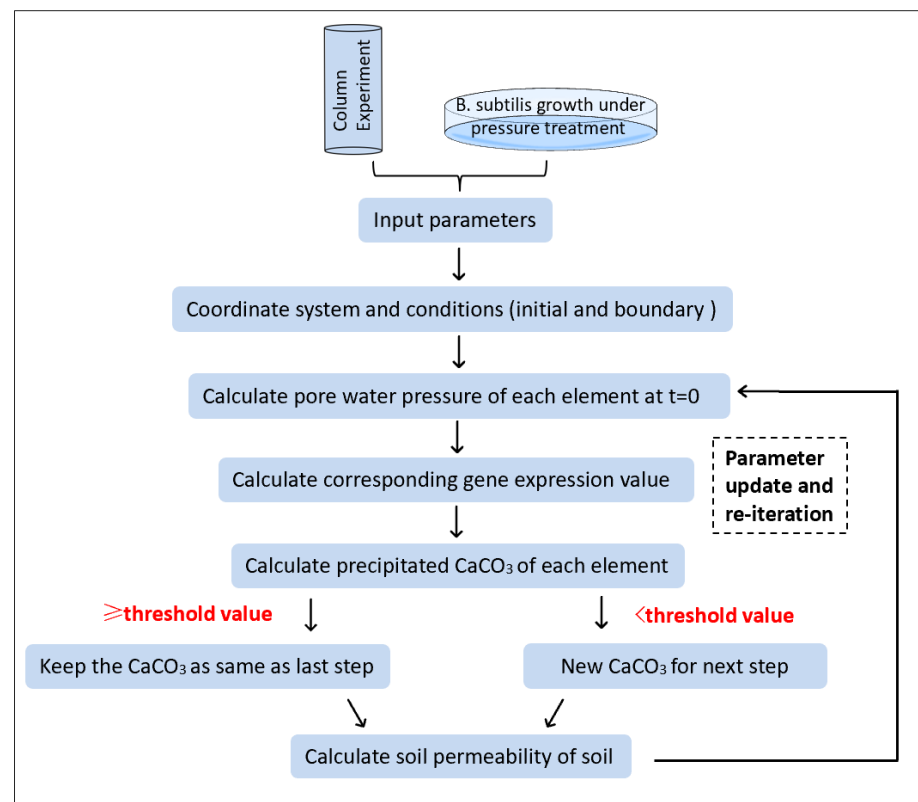 Column
Experiment
B. subtilis growth under
pressure treatment
Input parameters
Coordinate system and conditions (initial and boundary )
Calculate pore water pressure of each element at t=0
Calculate corresponding gene expression value
Parameter
update and
re-iteration
Calculate precipitated CaCO₃ of each element
≥threshold value
<threshold value
Keep the CaCO₃ as same as last step
New CaCO₃ for next step
Calculate soil permeability of soil